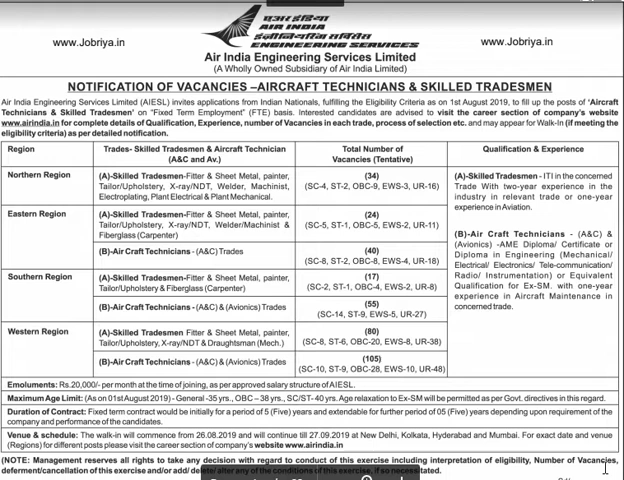 एअर इंडिया
AIR INDIA
इंजीनियरिंग सर्विसेस
ENGINEERING SERVICES
www.Jobriya.in
www.Jobriya.in
Air India Engineering Services Limited
(A Wholly Owned Subsidiary of Air India Limited)
NOTIFICATION OF VACANCIES –AIRCRAFT TECHNICIANS & SKILLED TRADESMEN
Air India Engineering Services Limited (AIESL) invites applications from Indian Nationals, fulfilling the Eligibility Criteria as on 1st August 2019, to fill up the posts of 'Aircraft
Technicians & Skilled Tradesmen' on "Fixed Term Employment" (FTE) basis. Interested candidates are advised to visit the career section of company's website
www.airindia.in for complete details of Qualification, Experience, number of Vacancies in each trade, process of selection etc. and may appear for Walk-In (if meeting the
eligibility criteria) as per detailed notification.
Region
Trades- Skilled Tradesmen & Aircraft Technician
(A&C and Av.)
Total Number of
Vacancies (Tentative)
Qualification & Experience
Northern Region
(A)-Skilled Tradesmen - Fitter & Sheet Metal, painter,
Tailor/Upholstery, X-ray/NDT, Welder, Machinist,
Electroplating, Plant Electrical & Plant Mechanical.
(34)
(SC-4, ST-2, OBC-9, EWS-3, UR-16)
Eastern Region
(A)-Skilled Tradesmen - Fitter & Sheet Metal, painter,
Tailor/Upholstery, X-ray/NDT, Welder/Machinist &
Fiberglass (Carpenter)
(24)
(SC-5, ST-1, OBC-5, EWS-2, UR-11)
(B)-Air Craft Technicians - (A&C) Trades
(40)
(SC-8, ST-2, OBC-8, EWS-4, UR-18)
Southern Region
(A)-Skilled Tradesmen - Fitter & Sheet Metal, painter,
Tailor/Upholstery & Fiberglass (Carpenter)
(17)
(SC-2, ST-1, OBC-4, EWS-2, UR-8)
(B)-Air Craft Technicians - (A&C) & (Avionics) Trades
(55)
(SC-14, ST-9, EWS-5, UR-27)
Western Region
(A)-Skilled Tradesmen-Fitter & Sheet Metal, painter,
Tailor/Upholstery, X-ray/NDT & Draughtsman (Mech.)
(80)
(SC-8, ST-6, OBC-20, EWS-8, UR-38)
(B)-Air Craft Technicians - (A&C) & (Avionics) Trades
(105)
(SC-10, ST-9, OBC-28, EWS-10, UR-48)
(A)-Skilled Tradesmen - ITI in the concerned
Trade With two-year experience in the
industry in relevant trade or one-year
experience in Aviation.
(B)-Air Craft Technicians - (A&C) &
(Avionics) -AME Diploma/ Certificate or
Diploma in Engineering (Mechanical/
Electrical/ Electronics/ Tele-communication/
Radio/ Instrumentation) or Equivalent
Qualification for Ex-SM. with one-year
experience in Aircraft Maintenance in
concerned trade.
Emoluments: Rs.20,000/- per month at the time of joining, as per approved salary structure of AIESL.
Maximum Age Limit: (As on 01st August 2019) - General -35 yrs., OBC – 38 yrs., SC/ST- 40 yrs. Age relaxation to Ex-SM will be permitted as per Govt. directives in this regard.
Duration of Contract: Fixed term contract would be initially for a period of 5 (Five) years and extendable for further period of 05 (Five) years depending upon requirement of the
company and performance of the candidates.
Venue & schedule: The walk-in will commence from 26.08.2019 and will continue till 27.09.2019 at New Delhi, Kolkata, Hyderabad and Mumbai. For exact date and venue
(Regions) for different posts please visit the career section of company's website www.airindia.in
(NOTE: Management reserves all rights to take any decision with regard to conduct of this exercise including interpretation of eligibility, Number of Vacancies,
deferment/cancellation of this exercise and/or add/ delete/ alter any of the conditions of this exercise, if so necessitated.